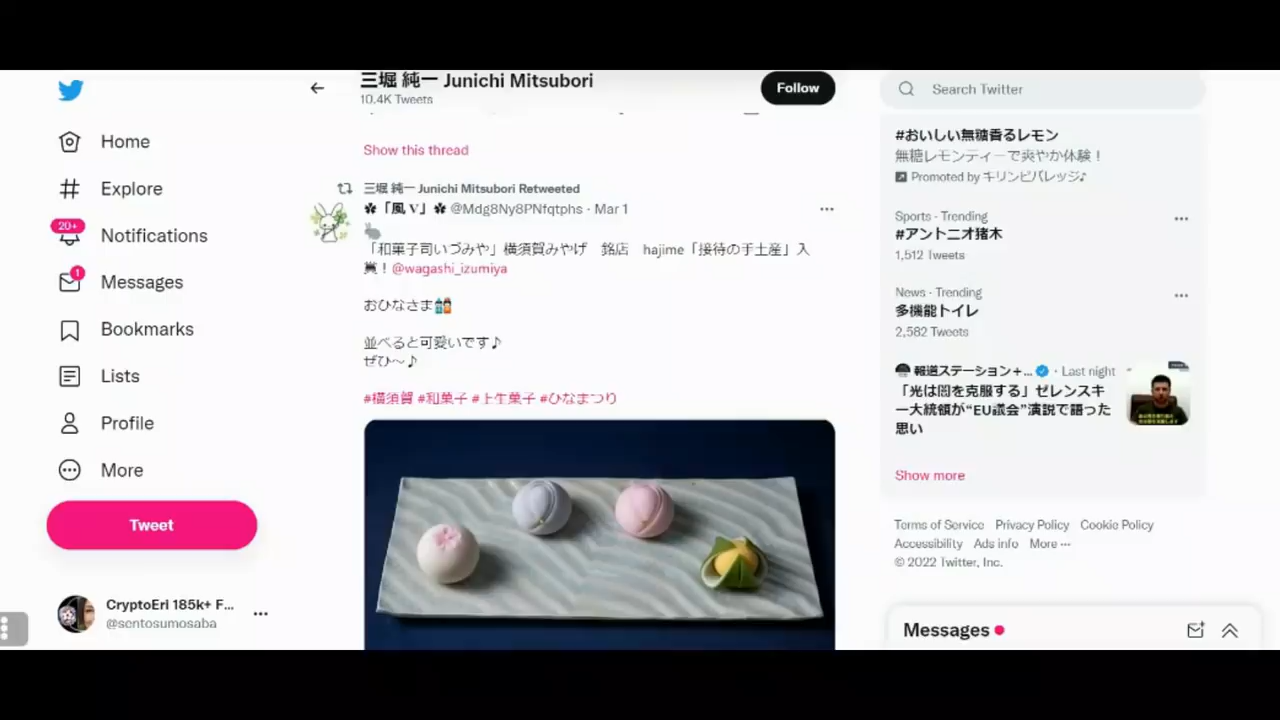 Home
Explore
20+
Notifications
1
Messages
Bookmarks
Lists
Profile
More
Tweet
CryptoEri 185k+ F...
@sentosumosaba
三堀 純一 Junichi Mitsubori
10.4K Tweets
Follow
Show this thread
三堀 純一 Junichi Mitsubori Retweeted
「風 V」 @Mdg8Ny8PNfqtphs · Mar 1
「和菓子司いづみや」横須賀みやげ 銘店 hajime「接待の手土産」入
賞！@wagashi_izumiya
おひなさま
並べると可愛いです♪
ぜひ〜♪
#横須賀 #和菓子 #上生菓子 #ひなまつり
Search Twitter
#おいしい無糖香るレモン
無糖レモンティーで爽やか体験！
Promoted by キリンビバレッジ♪
Sports · Trending
#アントニオ猪木
1,512 Tweets
News · Trending
多機能トイレ
2,582 Tweets
報道ステーション＋... · Last night
「光は闇を克服する」ゼレンスキ
ー大統領が“EU議会”演説で語った
思い
Show more
Terms of Service Privacy Policy Cookie Policy
Accessibility Ads info More ···
© 2022 Twitter, Inc.
Messages